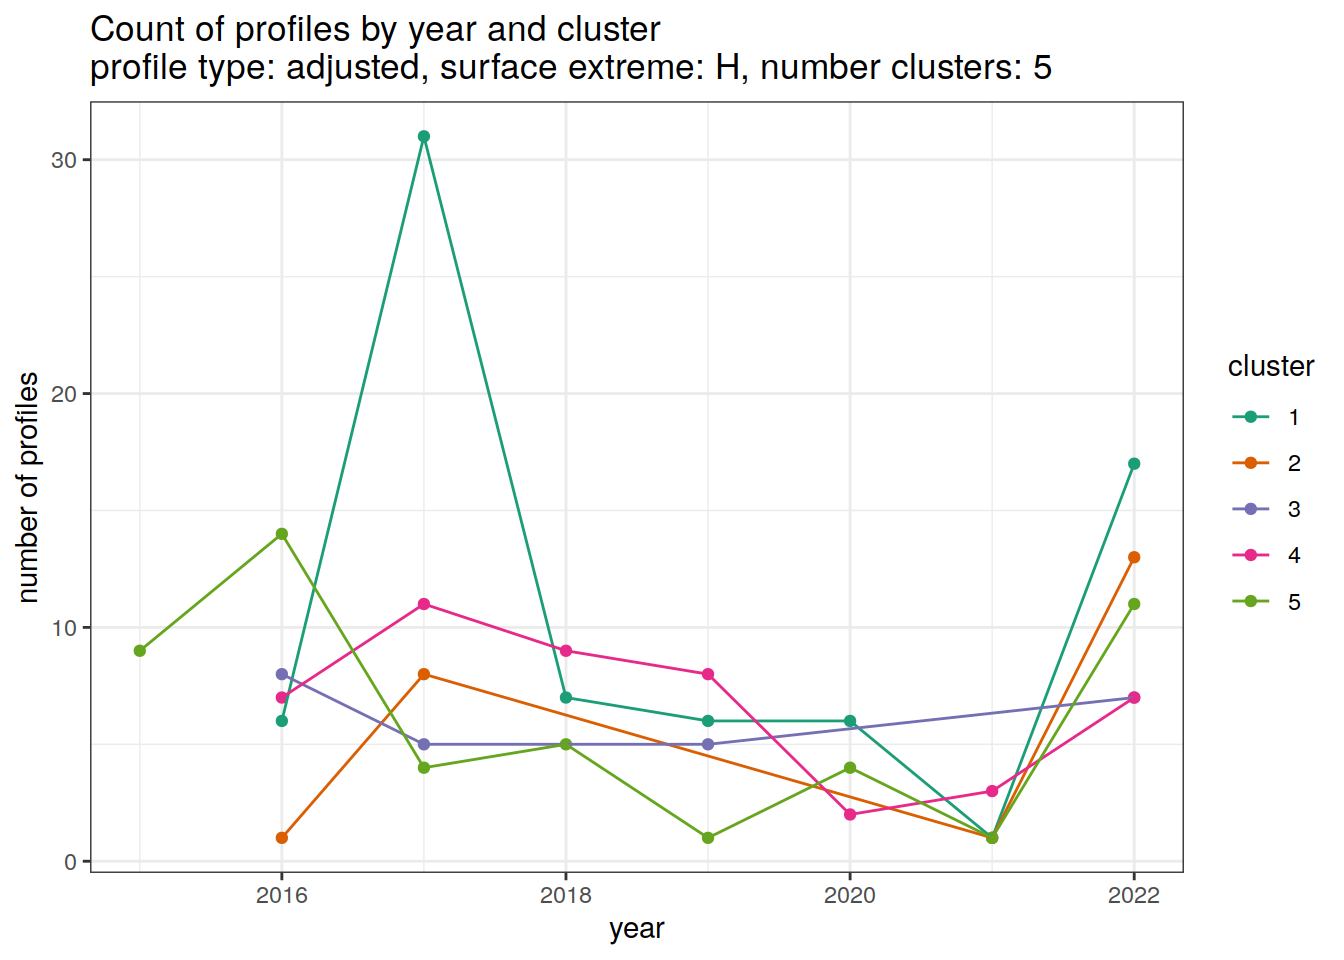 Count of profiles by year and cluster
profile type: adjusted, surface extreme: H, number clusters: 5
number of profiles
30
20
10
0
2016
2018
2020
2022
year
cluster
1
2
3
4
5